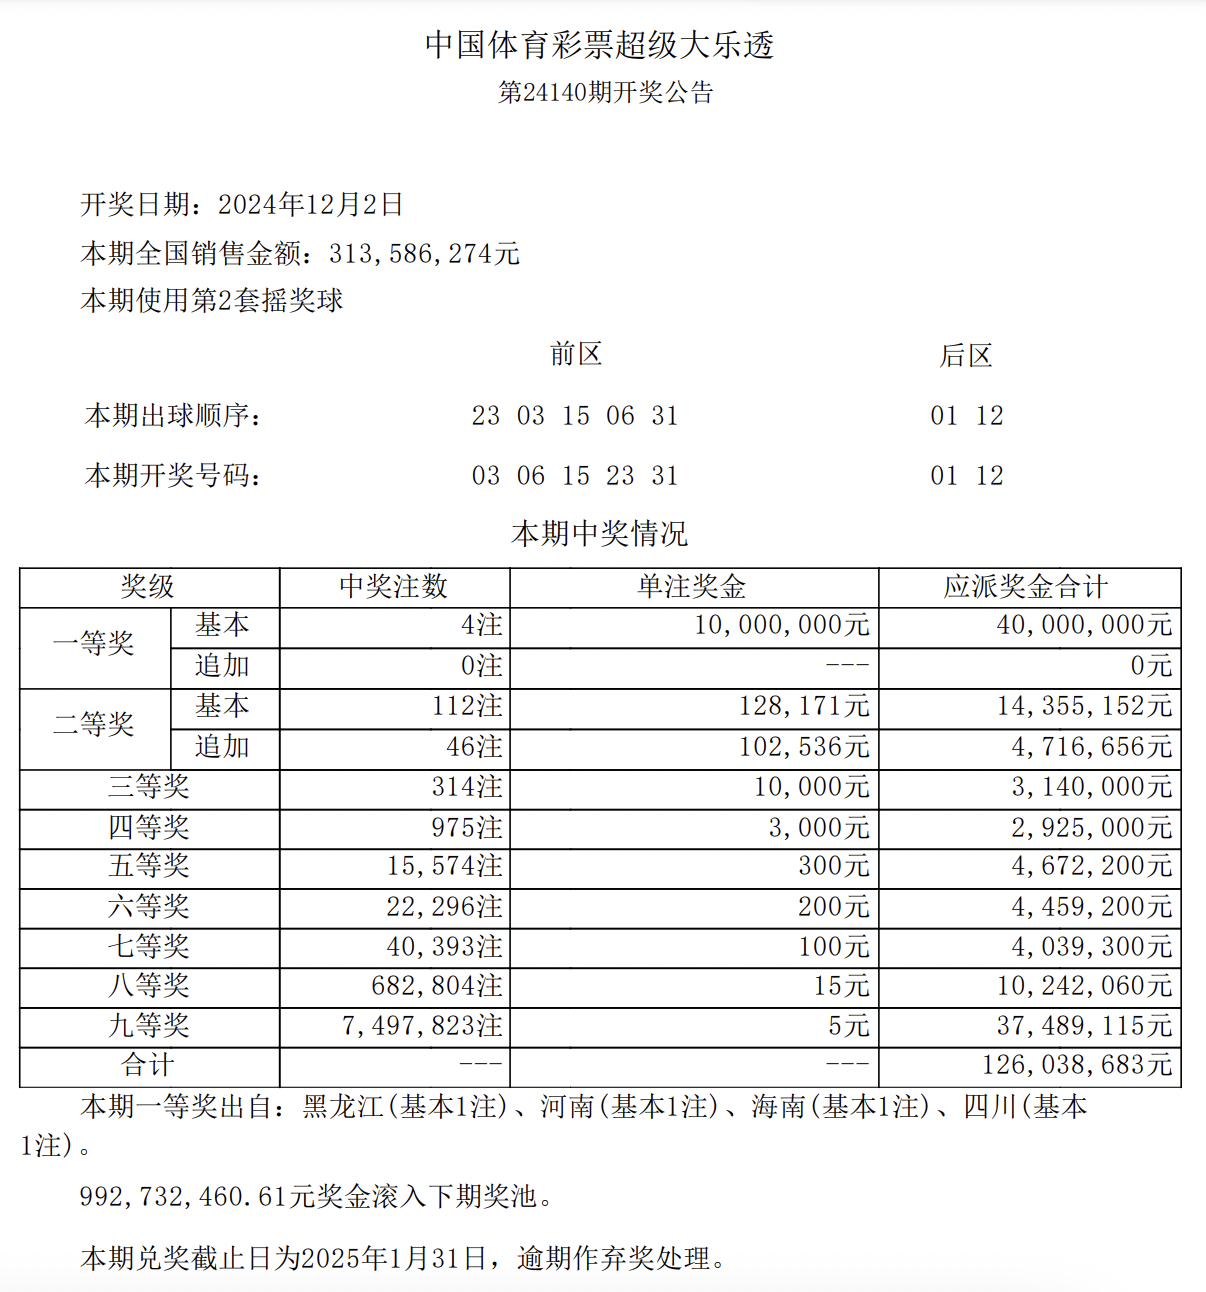 中国体育彩票超级大乐透
第24140期开奖公告
开奖日期：2024年12月2日
本期全国销售金额：313,586,274元
本期使用第2套摇奖球
前区 后区
本期出球顺序： 23 03 15 06 31 01 12
本期开奖号码： 03 06 15 23 31 01 12
本期中奖情况
奖级 中奖注数 单注奖金 应派奖金合计
一等奖 基本 4注 10,000,000元 40,000,000元
追加 0注 --- 0元
二等奖 基本 112注 128,171元 14,355,152元
追加 46注 102,536元 4,716,656元
三等奖 314注 10,000元 3,140,000元
四等奖 975注 3,000元 2,925,000元
五等奖 15,574注 300元 4,672,200元
六等奖 22,296注 200元 4,459,200元
七等奖 40,393注 100元 4,039,300元
八等奖 682,804注 15元 10,242,060元
九等奖 7,497,823注 5元 37,489,115元
合计 --- --- 126,038,683元
本期一等奖出自：黑龙江(基本1注)、河南(基本1注)、海南(基本1注)、四川(基本
1注)。
992,732,460.61元奖金滚入下期奖池。
本期兑奖截止日为2025年1月31日，逾期作弃奖处理。